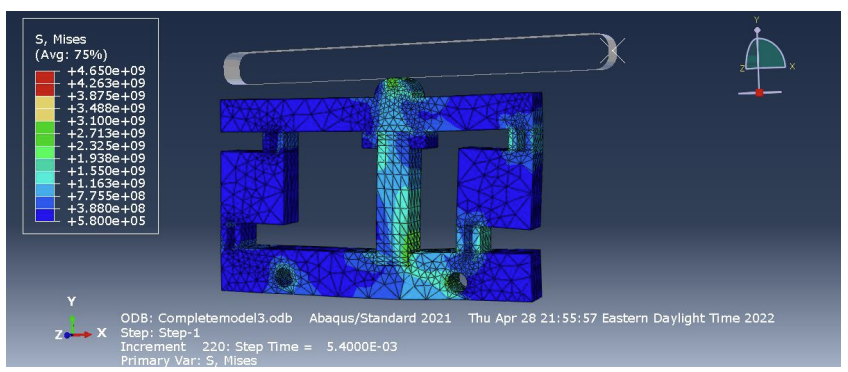 S, Mises
(Avg: 75%)
+4.650e+09
+4.263e+09
+3.875e+09
+3.488e+09
+3.100e+09
+2.713e+09
+2.325e+09
+1.938e+09
+1.550e+09
+1.163e+09
+7.755e+08
+3.880e+08
+5.800e+05
Y
Z
X
Y
Z
X
ODB: Completemodel3.odb Abaqus/Standard 2021 Thu Apr 28 21:55:57 Eastern Daylight Time 2022
Step: Step-1
Increment 220: Step Time = 5.4000E-03
Primary Var: S, Mises